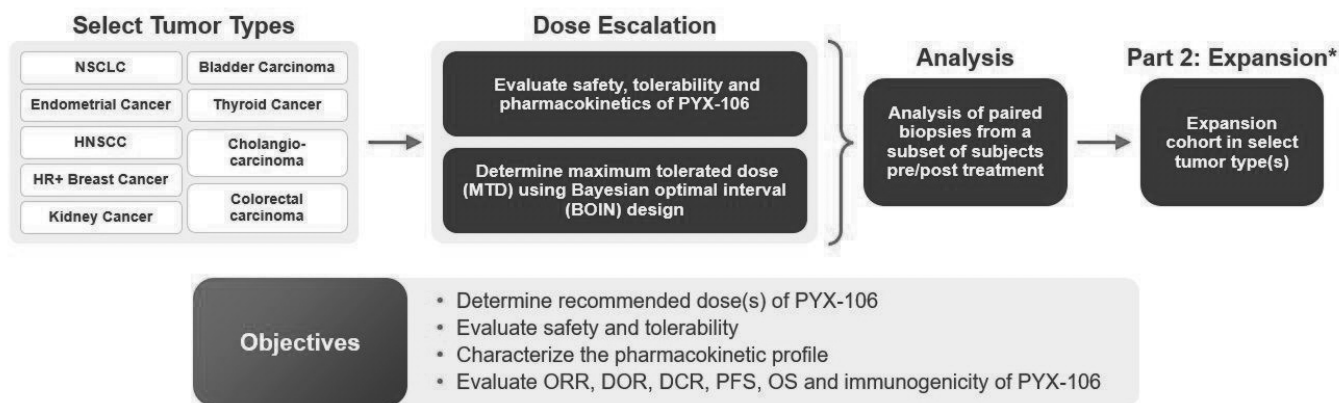 Select Tumor Types
NSCLC
Endometrial Cancer
HNSCC
HR+ Breast Cancer
Kidney Cancer
Bladder Carcinoma
Thyroid Cancer
Cholangio-
carcinoma
Colorectal
carcinoma
Dose Escalation
Evaluate safety, tolerability and
pharmacokinetics of PYX-106
Determine maximum tolerated dose
(MTD) using Bayesian optimal interval
(BOIN) design
Analysis
Analysis of paired
biopsies from a
subset of subjects
pre/post treatment
Part 2: Expansion*
Expansion
cohort in select
tumor type(s)
Objectives
• Determine recommended dose(s) of PYX-106
• Evaluate safety and tolerability
• Characterize the pharmacokinetic profile
• Evaluate ORR, DOR, DCR, PFS, OS and immunogenicity of PYX-106